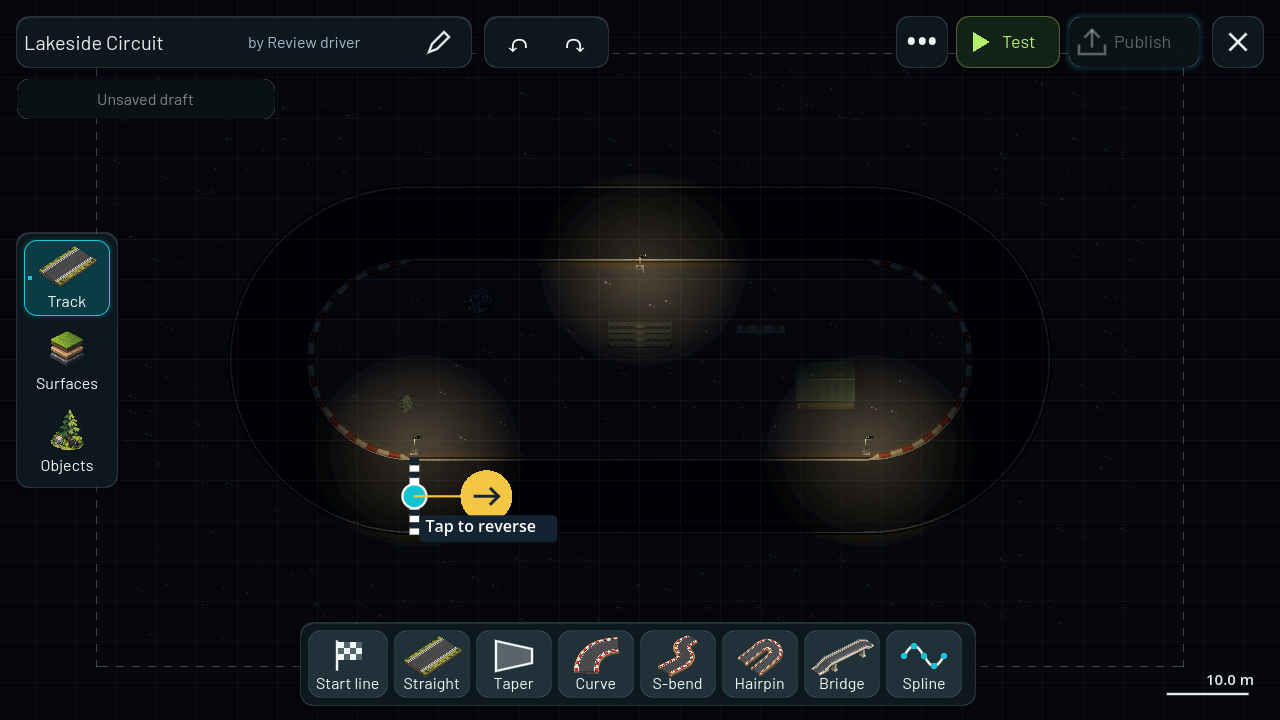 Lakeside Circuit by Review driver
Test
Publish
Unsaved draft
Track
Surfaces
Objects
Tap to reverse
Start line
Straight
Taper
Curve
S-bend
Hairpin
Bridge
Spline
10.0 m